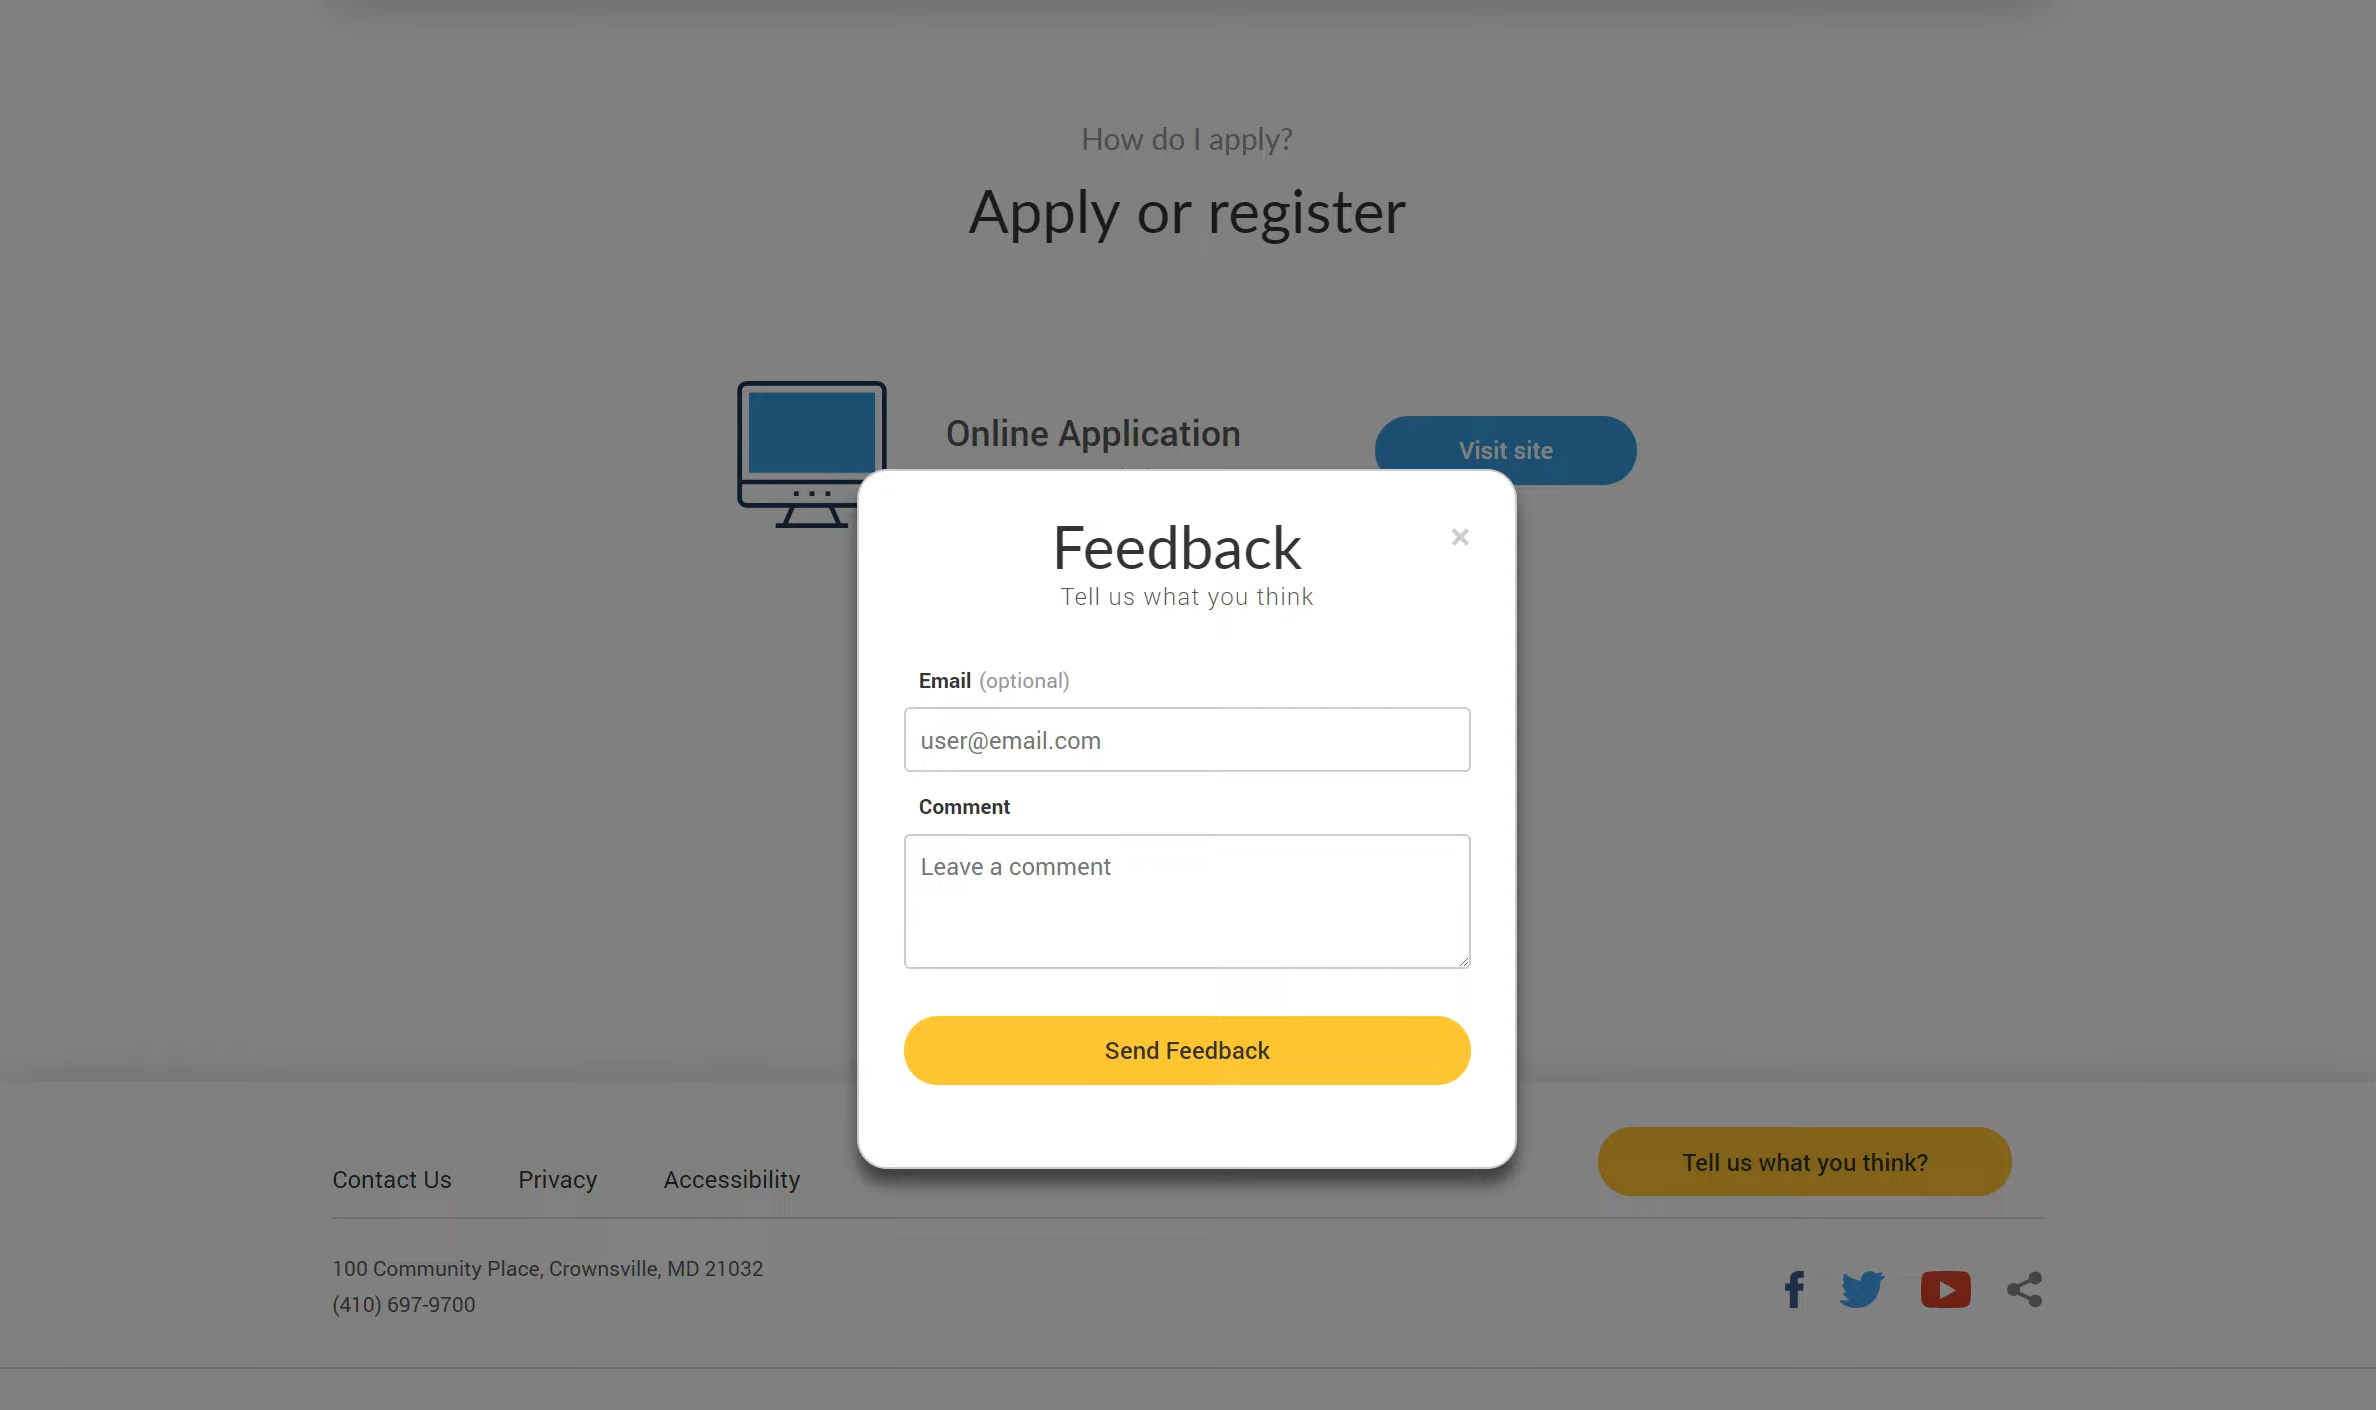 How do I apply?
Apply or register
Online Application
Visit site
Feedback
×
Tell us what you think
Email (optional)
user@email.com
Comment
Leave a comment
Send Feedback
Tell us what you think?
Contact Us
Privacy
Accessibility
100 Community Place, Crownsville, MD 21032
(410) 697-9700